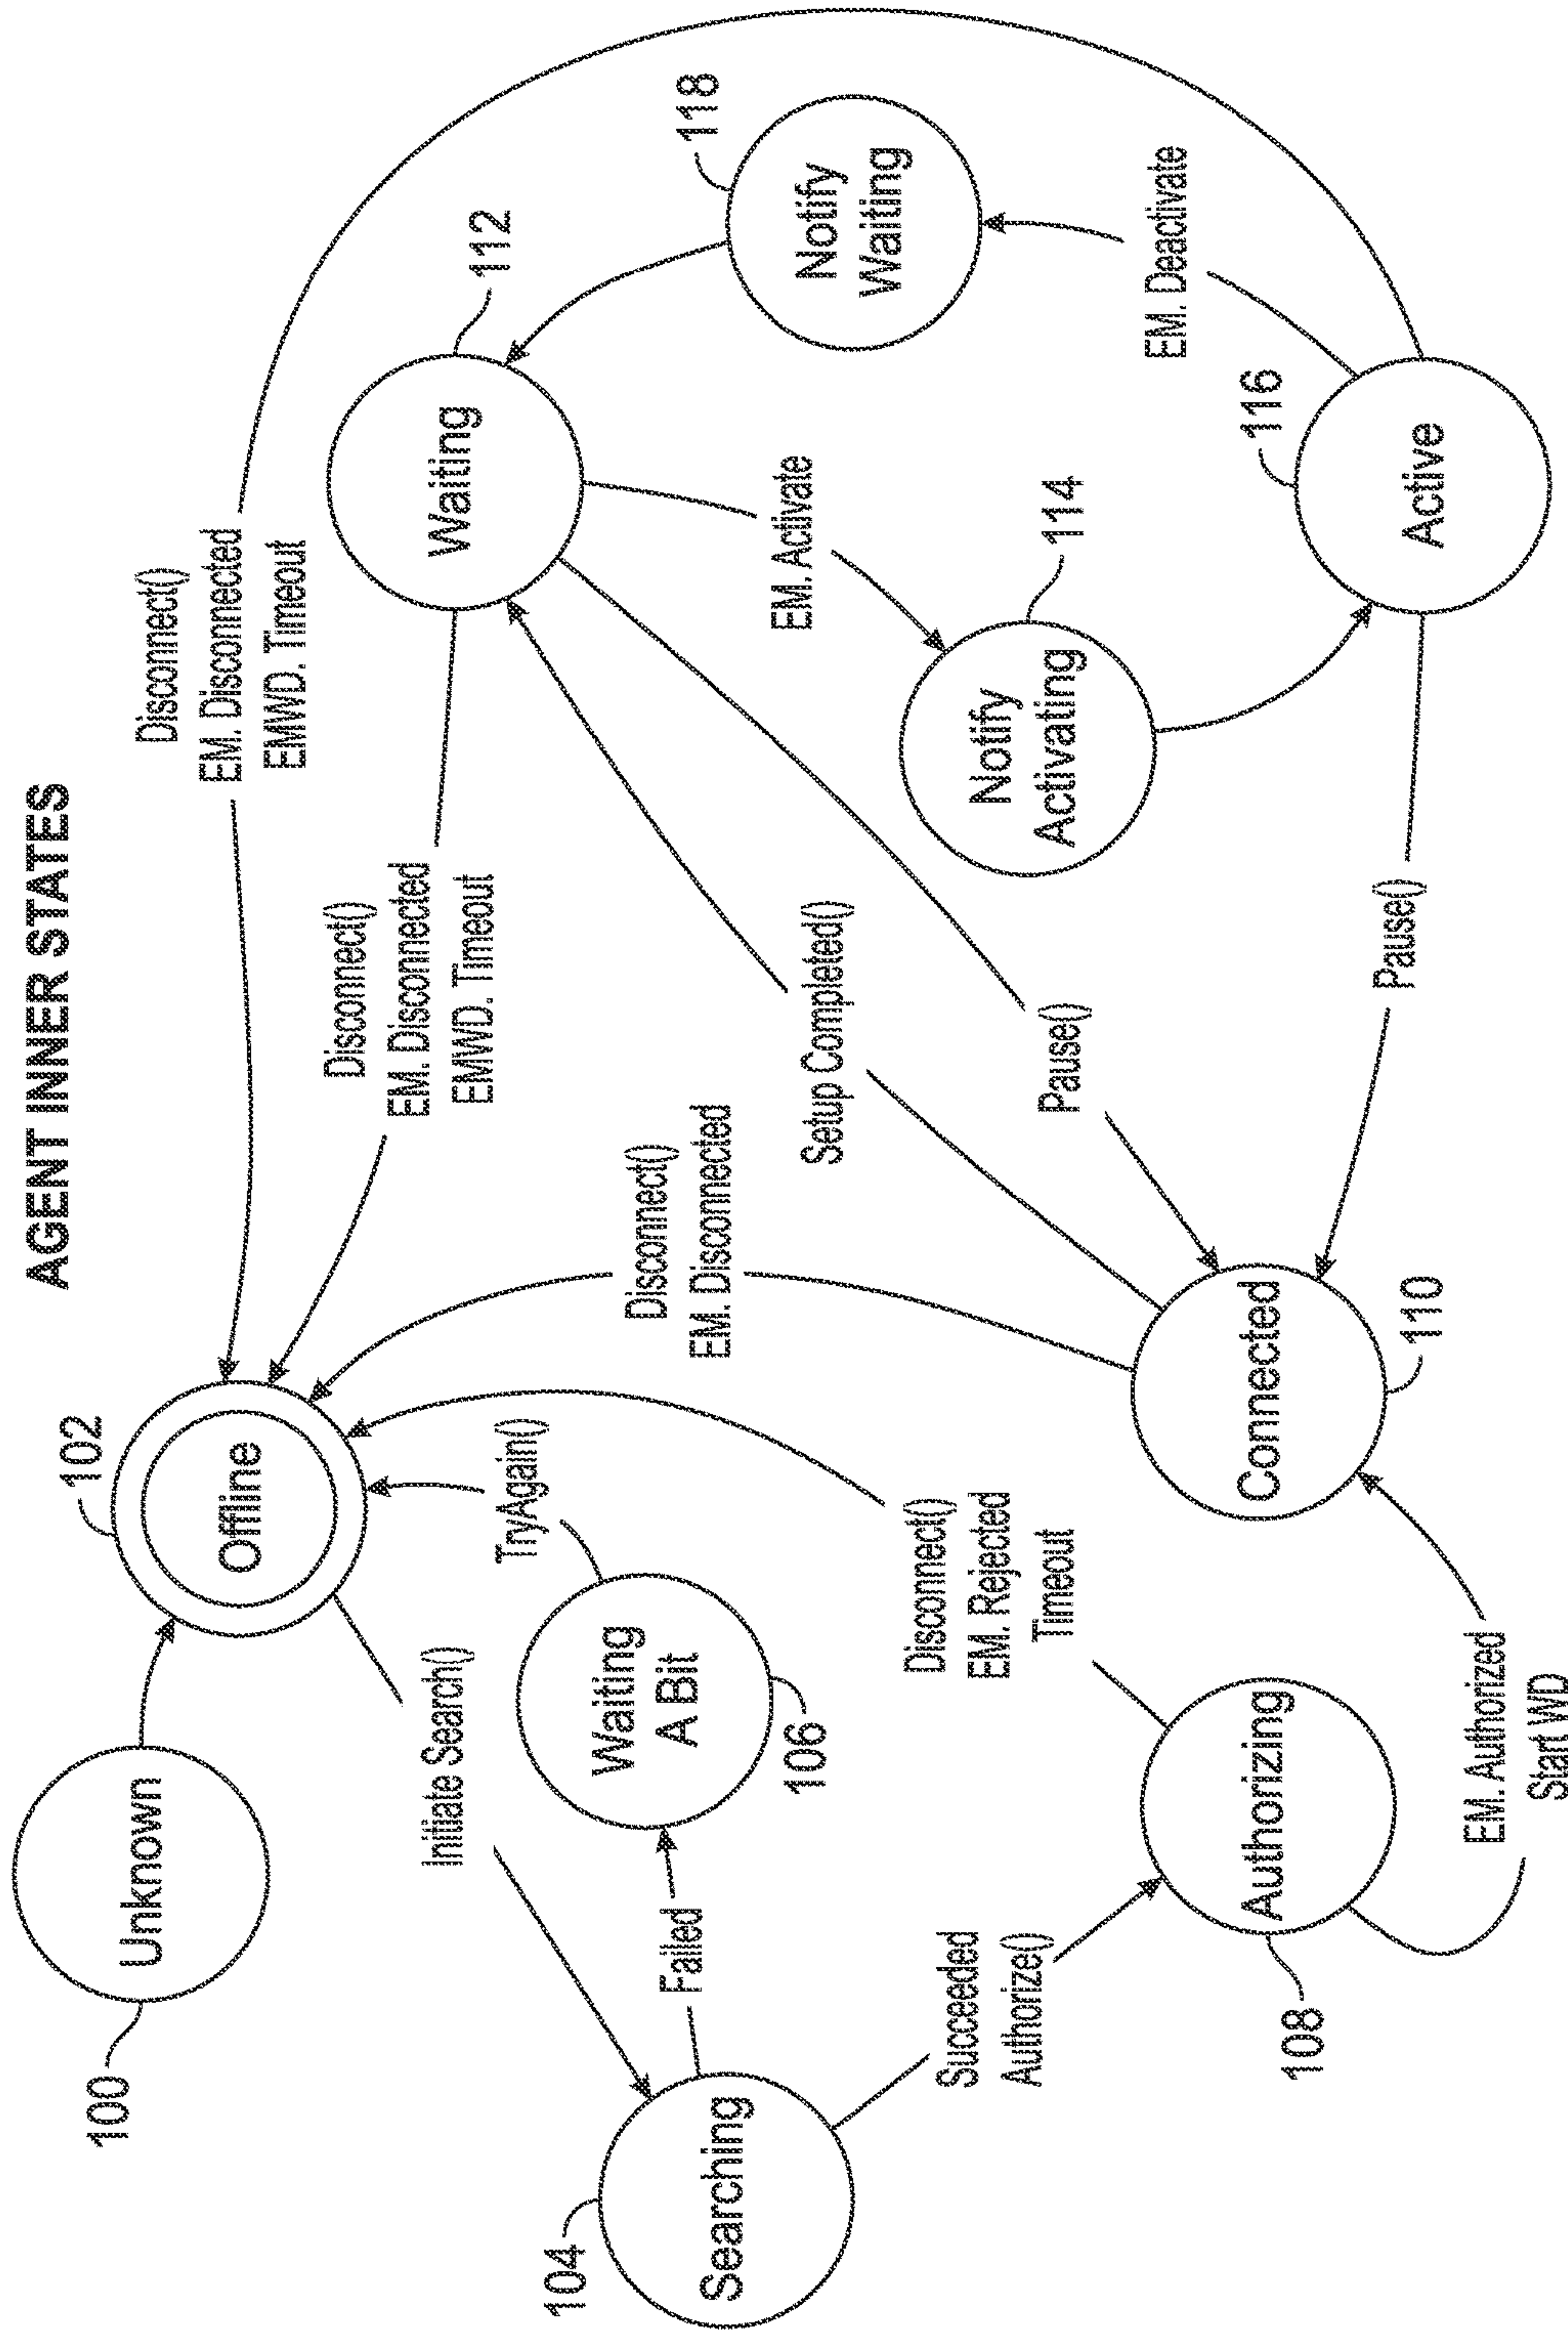 AGENT INNER STATES
100
Unknown
102
Offline
Disconnect()
EM. Disconnected
EMWD. Timeout
Disconnect()
EM. Disconnected
EMWD. Timeout
Waiting
112
Initiate Search()
TryAgain()
Disconnect()
EM. Disconnected
Waiting
A Bit
106
Failed
104
Searching
Succeeded
Authorize()
Disconnect()
EM. Rejected
Timeout
Setup Completed()
EM. Activate
Notify
Waiting
118
Pause()
Notify
Activating
114
EM. Deactivate
108
Authorizing
Connected
110
Pause()
Active
116
EM. Authorized
Start WD